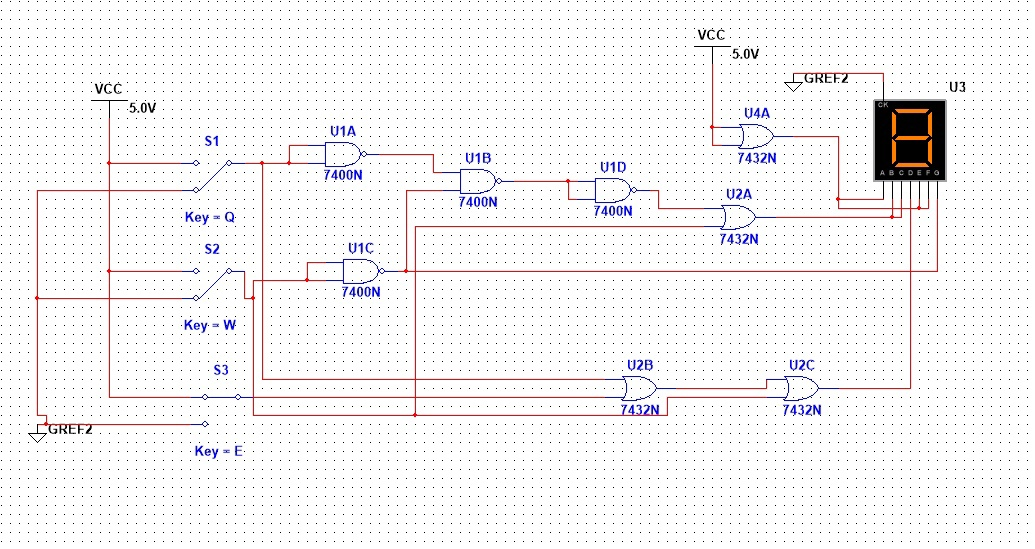 VCC
5.0V
GREF2
U3
CK
A B C D E F G
U4A
7432N
VCC
5.0V
S1
Key = Q
U1A
7400N
U1B
7400N
U1D
7400N
U2A
7432N
S2
Key = W
U1C
7400N
S3
Key = E
GREF2
U2B
7432N
U2C
7432N